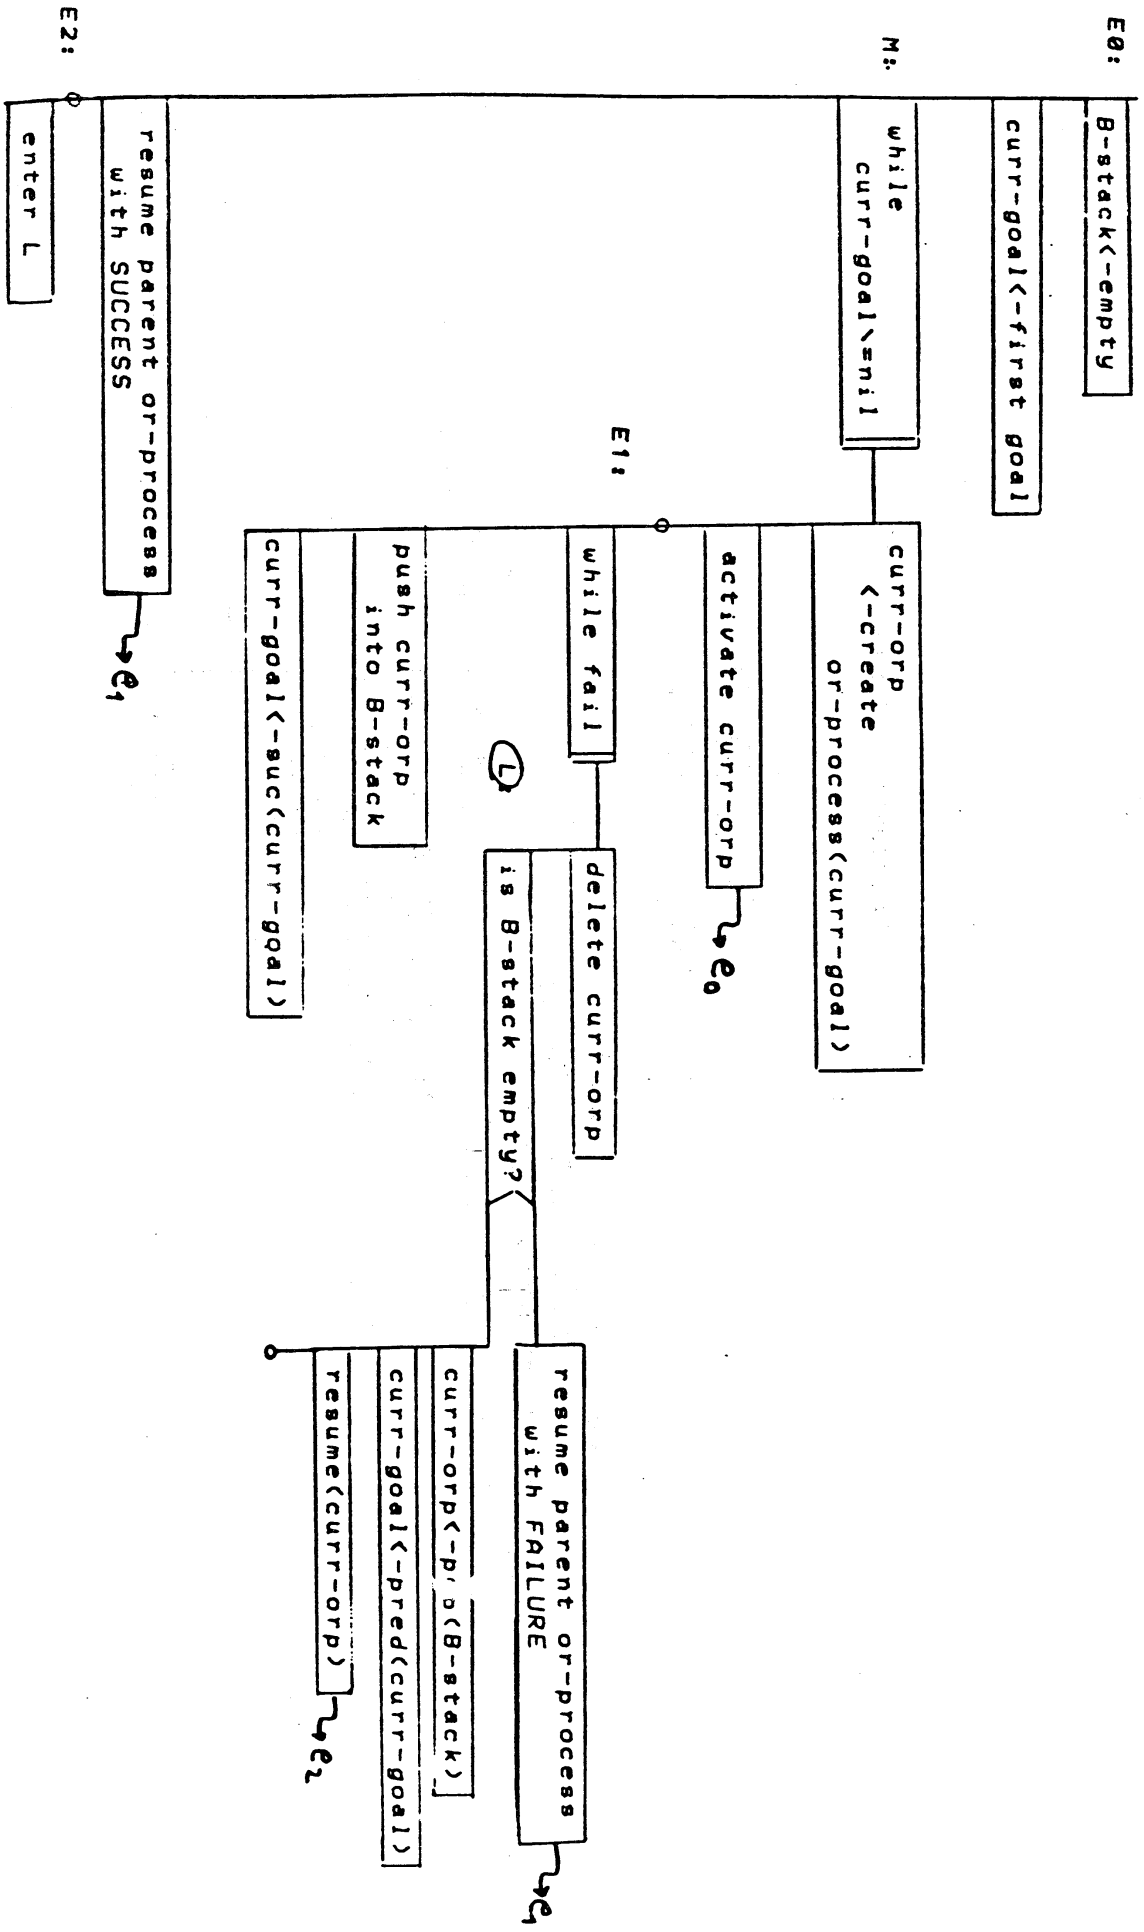 E0:
B-stack<-empty
curr-goal<-first goal
M:
while
curr-goal\=nil
curr-orp
<-create
or-process(curr-goal)
activate curr-orp
e0
E1:
while fail
delete curr-orp
L:
is B-stack empty?
resume parent or-process
with FAILURE
e1
curr-orp<-p (B-stack)
curr-goal<-pred(curr-goal)
resume(curr-orp)
e2
push curr-orp
into B-stack
curr-goal<-suc(curr-goal)
resume parent or-process
with SUCCESS
e1
E2:
enter L